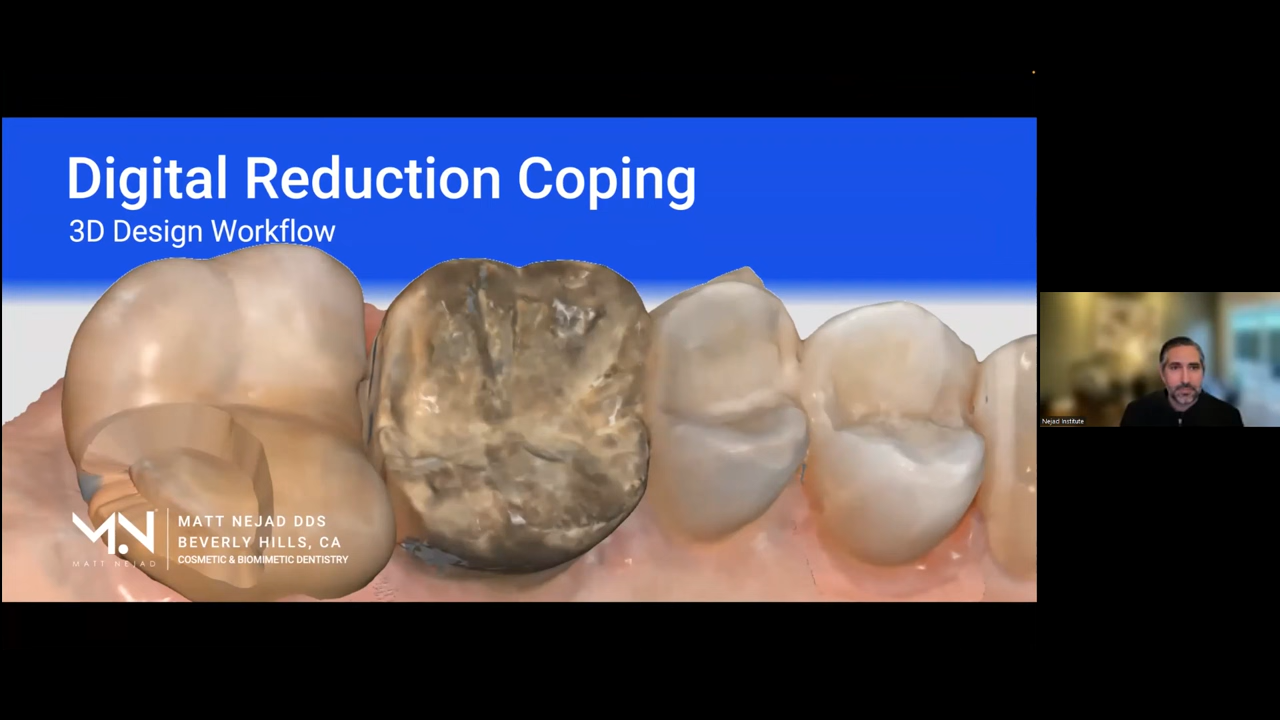 Digital Reduction Coping
3D Design Workflow
MN
MATT NEJAD
MATT NEJAD DDS
BEVERLY HILLS, CA
COSMETIC & BIOMIMETIC DENTISTRY
Nejad Institute